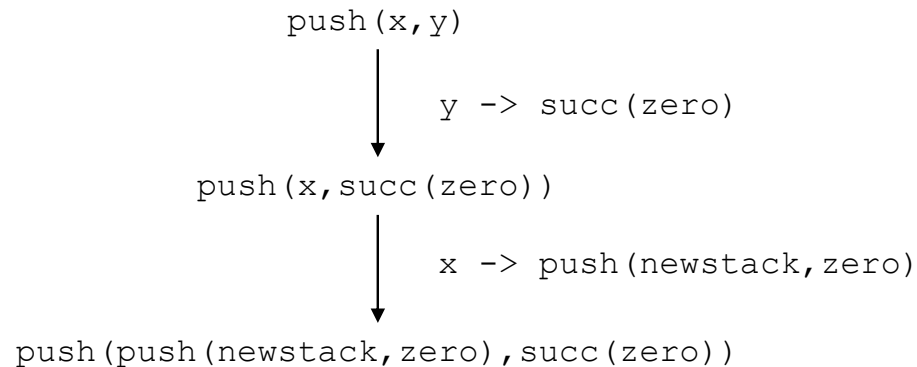 push(x,y)
y -> succ(zero)
push(x,succ(zero))
x -> push(newstack,zero)
push(push(newstack,zero),succ(zero))